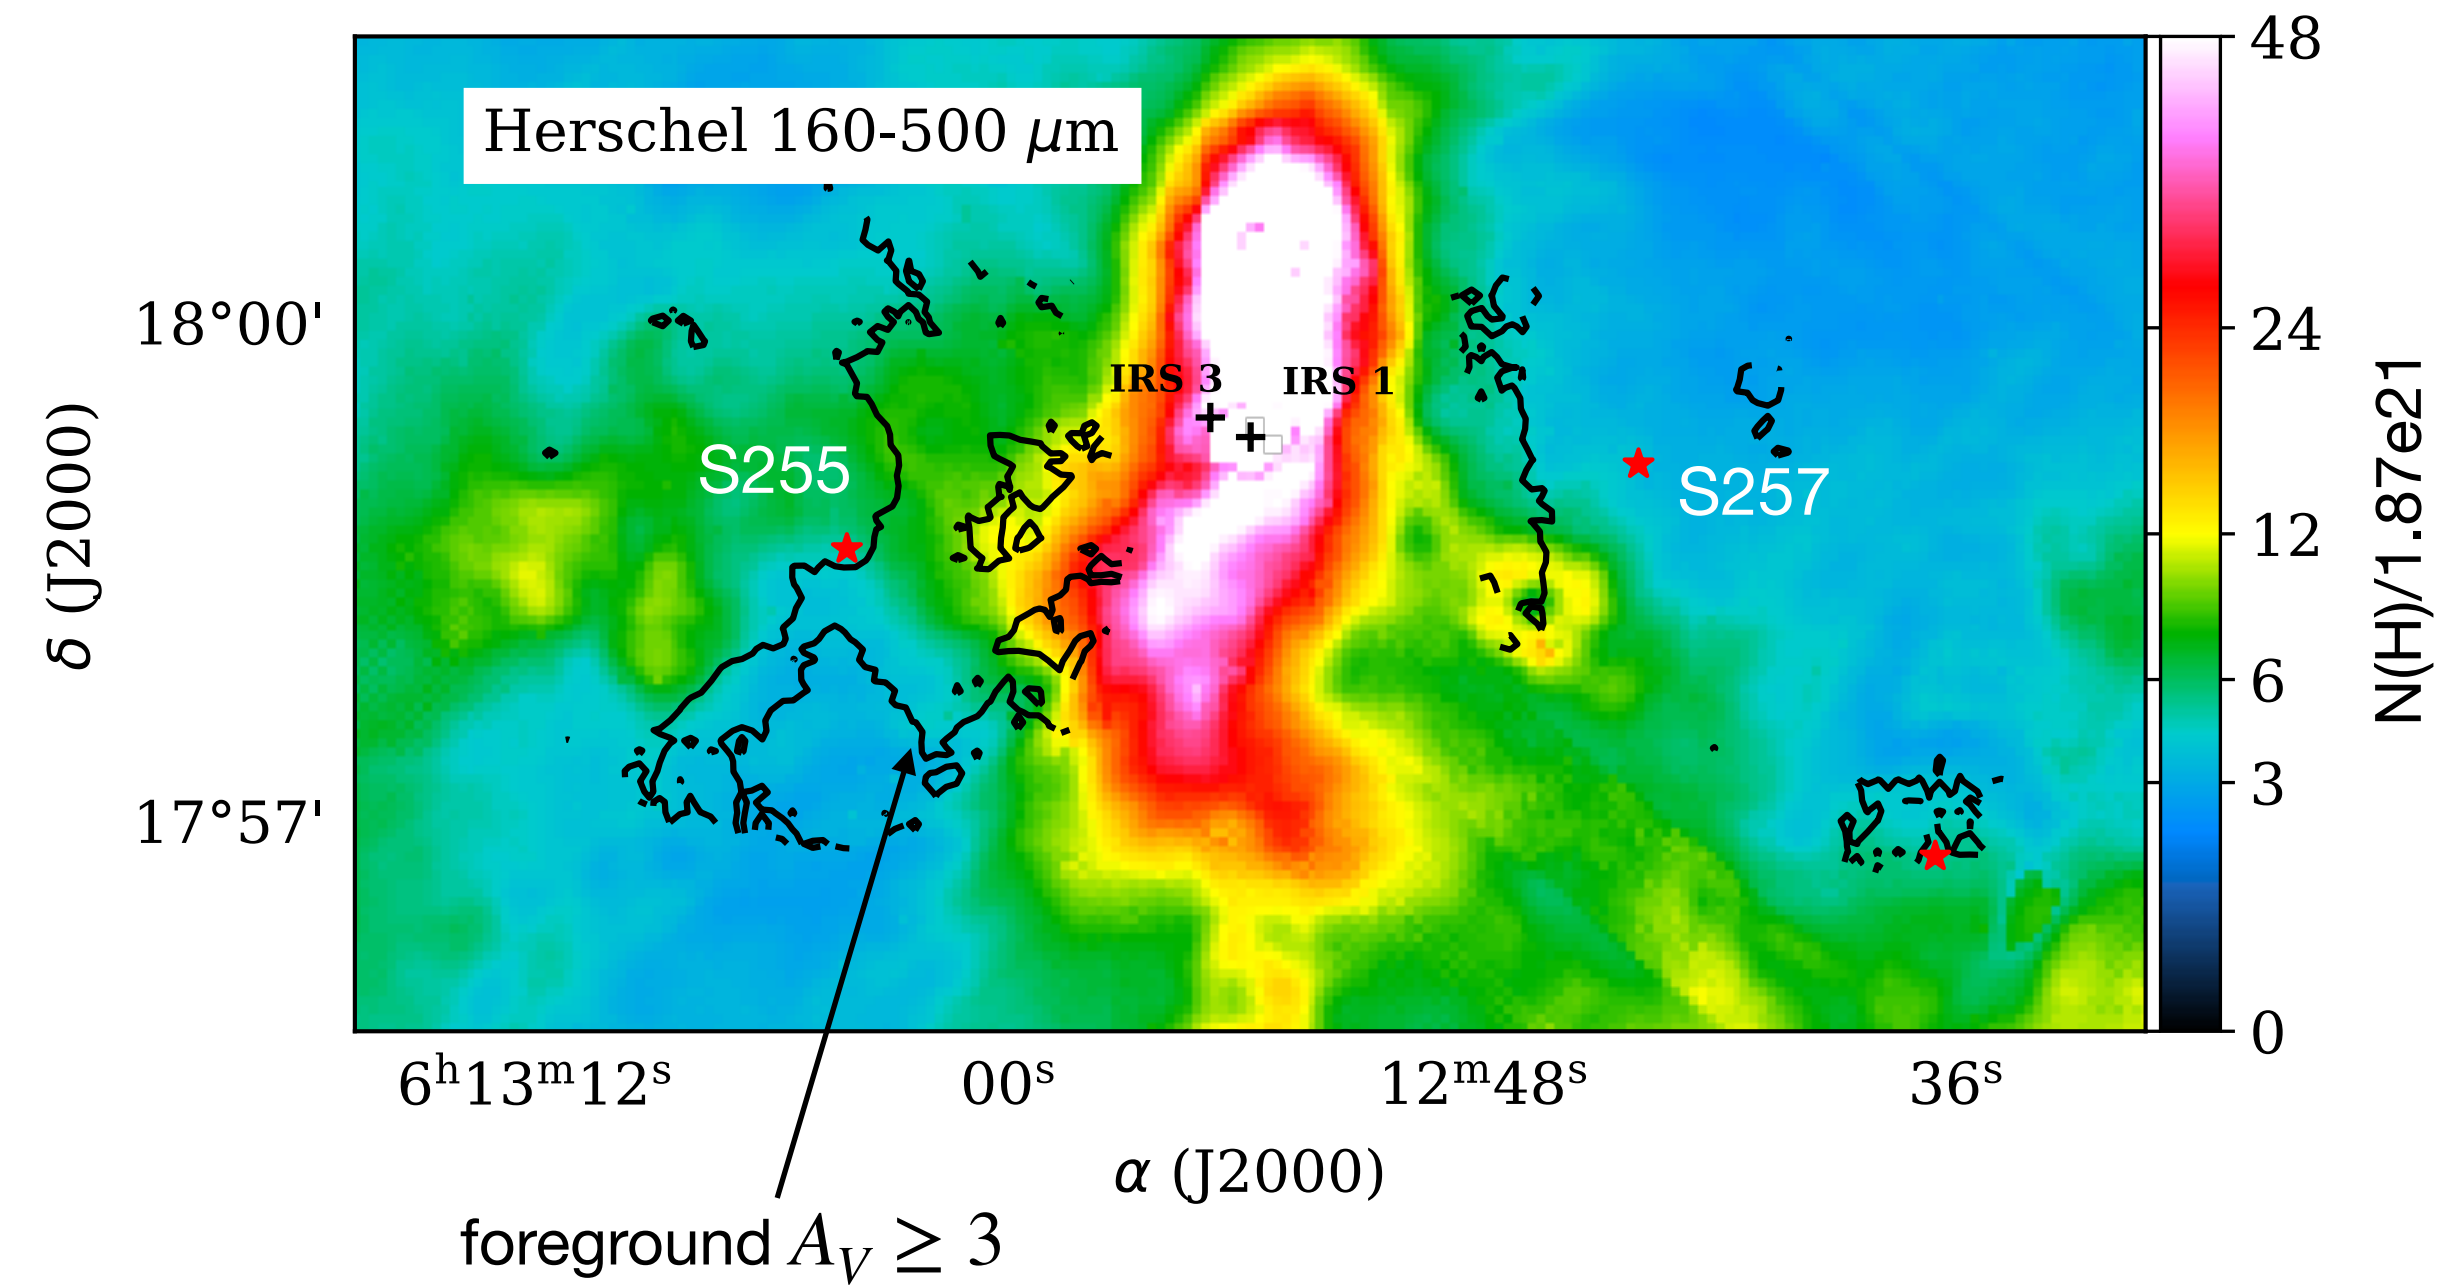 Herschel 160-500 μm
48
18°00'
24
IRS 3
IRS 1
S255
S257
12
6
3
17°57'
0
δ (J2000)
N(H)/1.87e21
6ʰ13ᵐ12ˢ
00ˢ
12ᵐ48ˢ
36ˢ
α (J2000)
foreground A_V ≥ 3